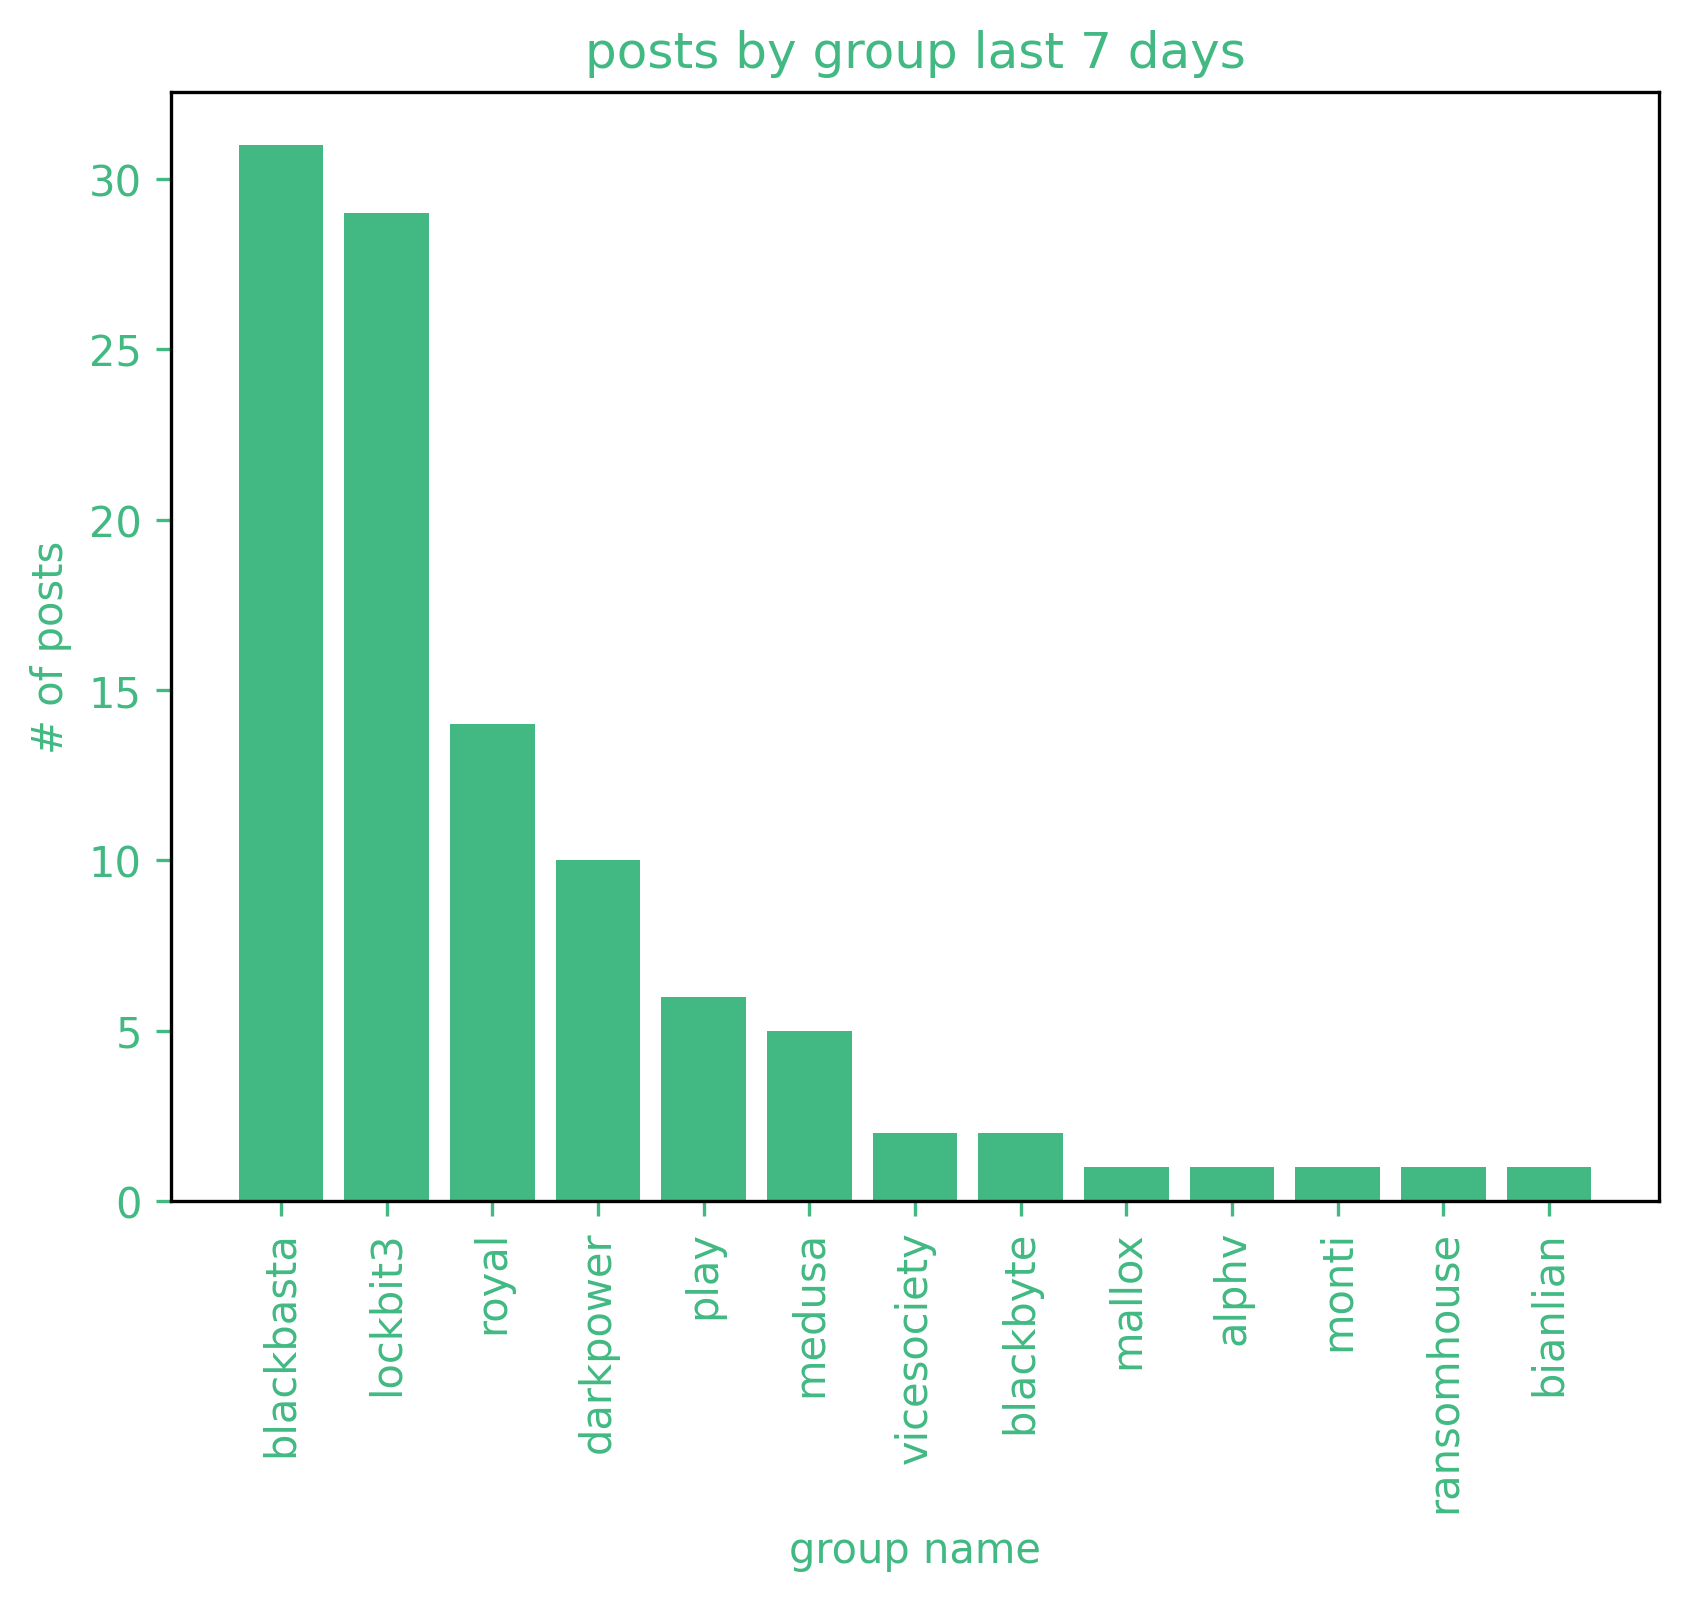 posts by group last 7 days
30
25
20
15
10
5
0
# of posts
blackbasta
lockbit3
royal
darkpower
play
medusa
vicesociety
blackbyte
mallox
alphv
monti
ransomhouse
bianlian
group name